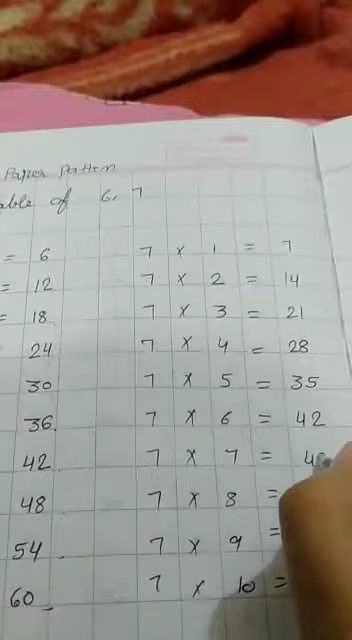 Paper Pattern
able of 6, 7
= 6 7 x 1 = 7
= 12 7 x 2 = 14
= 18 7 x 3 = 21
24 7 x 4 = 28
30 7 x 5 = 35
36. 7 x 6 = 42
42. 7 x 7 = 4
48 7 x 8 =
54. 7 x 9 =
60 7 x 10 =